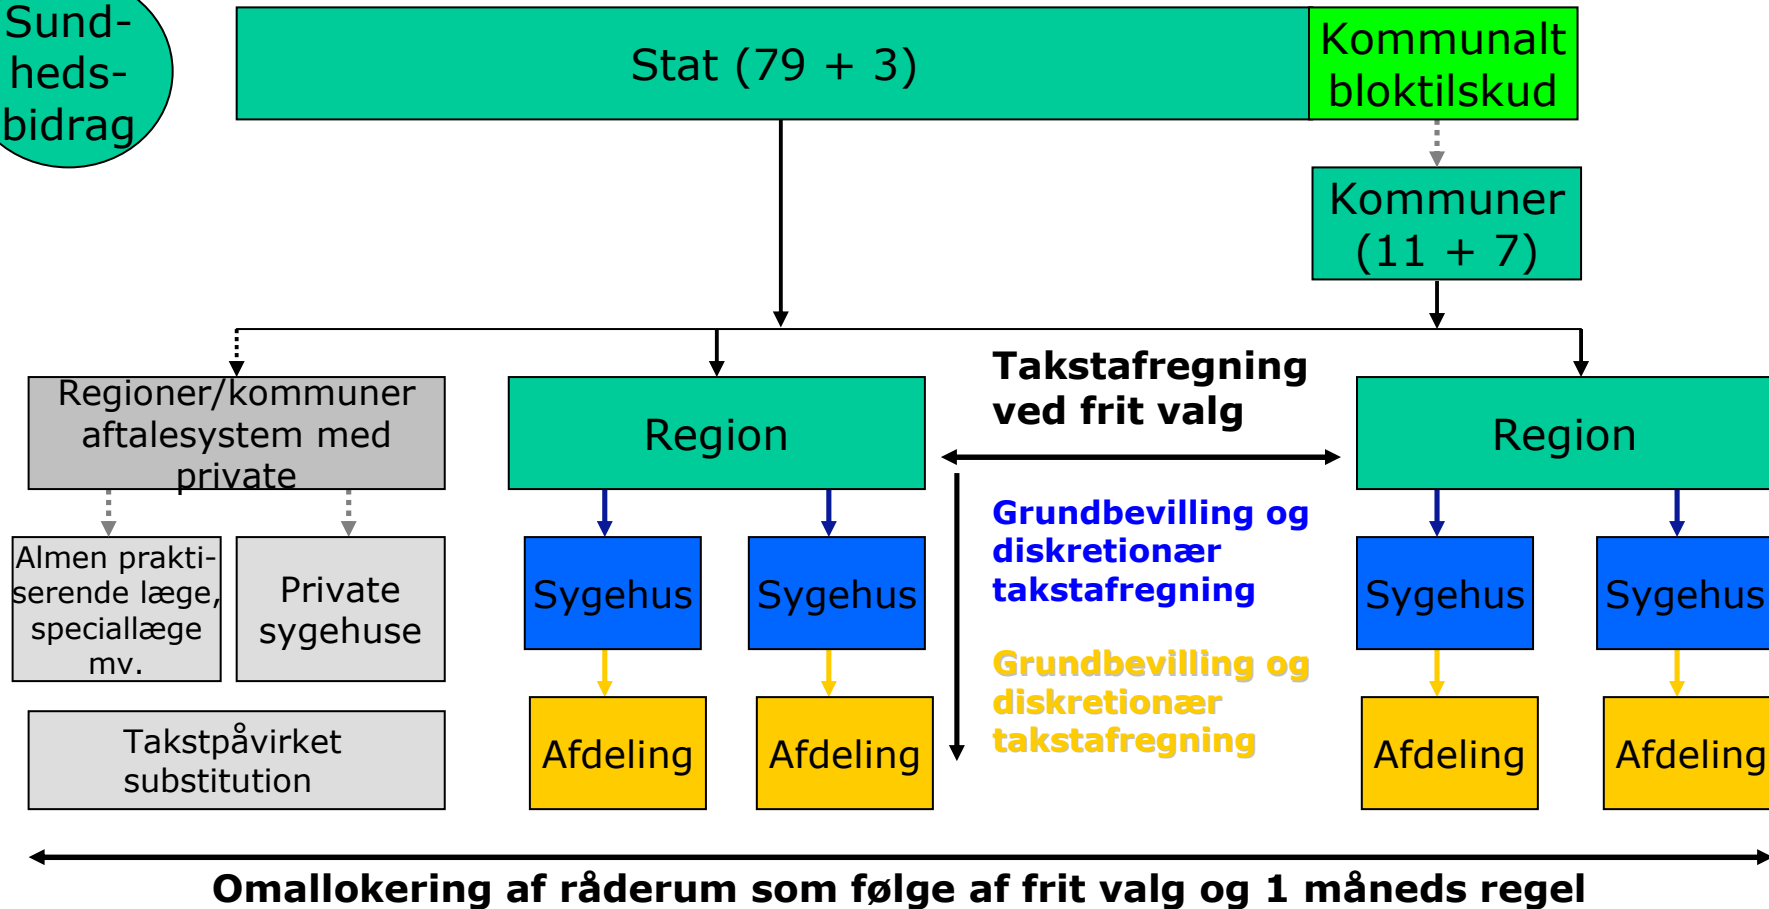 Sund-
heds-
bidrag
Stat (79 + 3)
Kommunalt
bloktilskud
Kommuner
(11 + 7)
Regioner/kommuner
aftalesystem med
private
Region
Takstafregning
ved frit valg
Region
Almen prakti-
serende læge,
speciallæge
mv.
Private
sygehuse
Sygehus
Sygehus
Grundbevilling og
diskretionær
takstafregning
Sygehus
Sygehus
Takstpåvirket
substitution
Afdeling
Afdeling
Grundbevilling og
diskretionær
takstafregning
Afdeling
Afdeling
Omallokering af råderum som følge af frit valg og 1 måneds regel